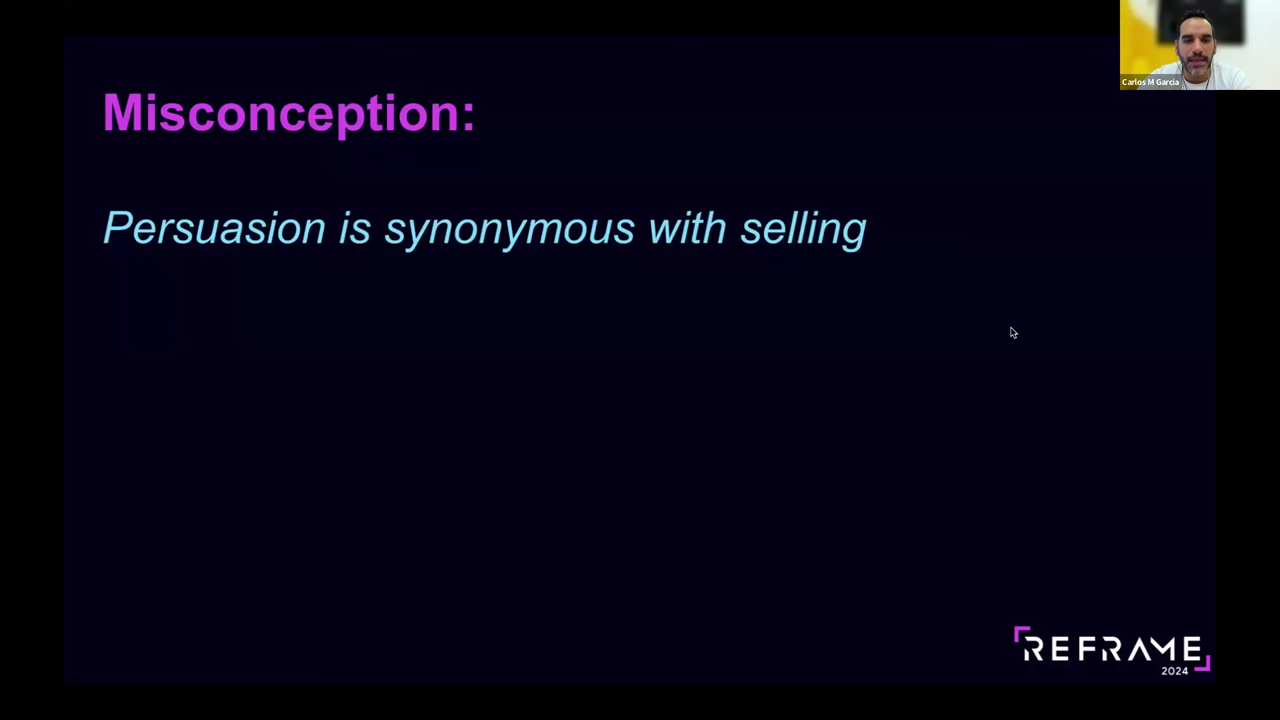 Carlos M Garcia
Misconception:
Persuasion is synonymous with selling
REFRAME
2024